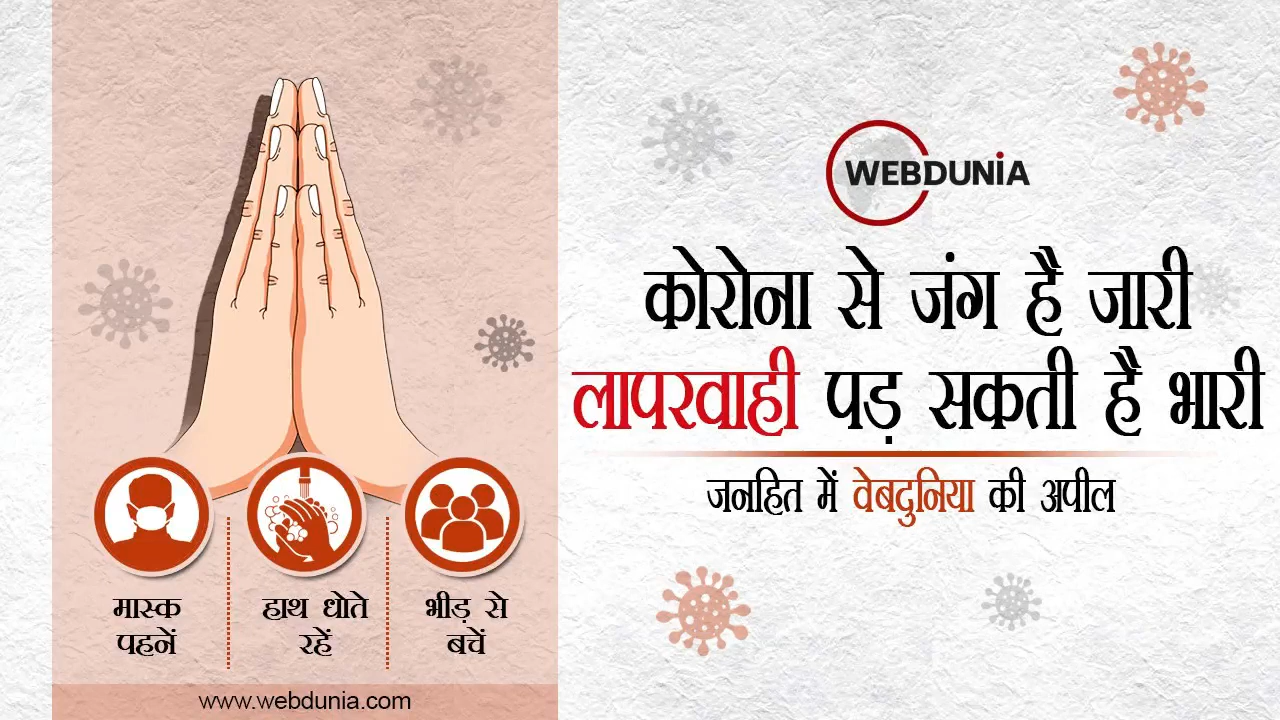 WEBDUNIA
कोरोना से जंग है जारी
लापरवाही पड़ सकती है भारी
जनहित में वेबदुनिया की अपील
मास्क
पहनें
हाथ धोते
रहें
भीड़ से
बचें
www.webdunia.com